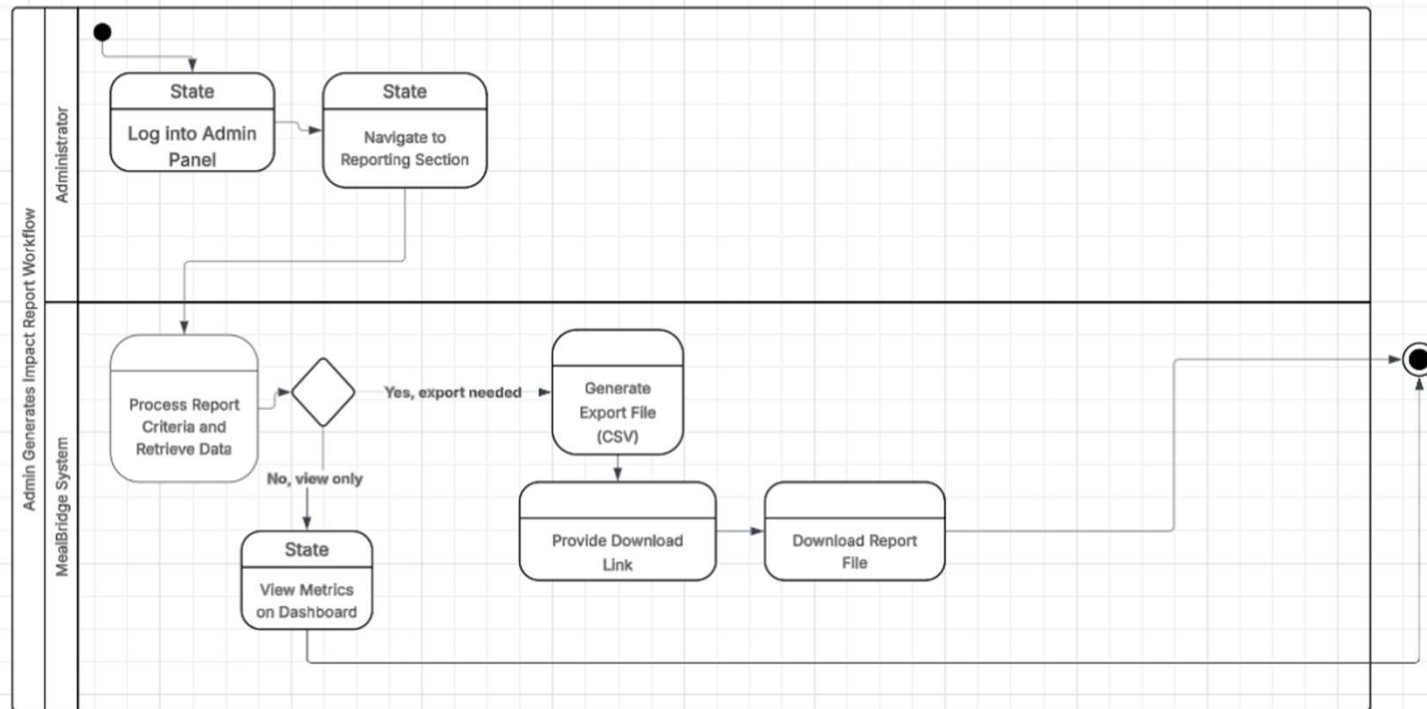 Admin Generates Impact Report Workflow
Administrator
State
Log into Admin
Panel
State
Navigate to
Reporting Section
MealBridge System
Process Report
Criteria and
Retrieve Data
Yes, export needed
Generate
Export File
(CSV)
No, view only
State
View Metrics
on Dashboard
Provide Download
Link
Download Report
File